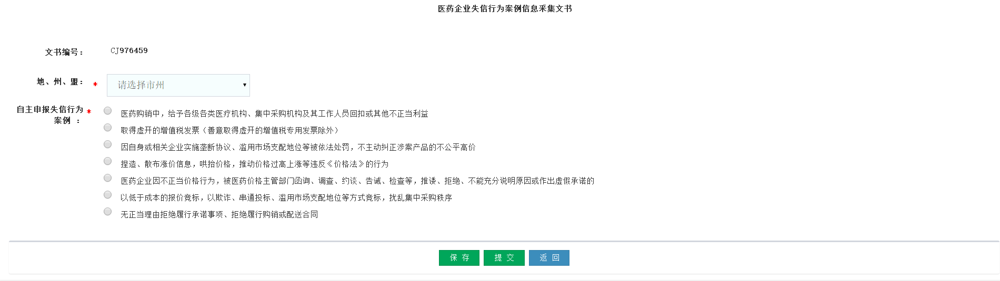 医药企业失信行为案例信息采集文书
文书编号： CJ976459
地、州、盟： * 请选择市州
自主申报失信行为 *
案例 ：
医药购销中，给予各级各类医疗机构、集中采购机构及其工作人员回扣或其他不正当利益
取得虚开的增值税发票（善意取得虚开的增值税专用发票除外）
因自身或相关企业实施垄断协议、滥用市场支配地位等被依法处罚，不主动纠正涉案产品的不公平高价
捏造、散布涨价信息，哄抬价格，推动价格过高上涨等违反《价格法》的行为
医药企业因不正当价格行为，被医药价格主管部门函询、调查、约谈、告诫、检查等，推诿、拒绝、不能充分说明原因或作出虚假承诺的
以低于成本的报价竞标，以欺诈、串通投标、滥用市场支配地位等方式竞标，扰乱集中采购秩序
无正当理由拒绝履行承诺事项、拒绝履行购销或配送合同
保 存 提 交 返 回